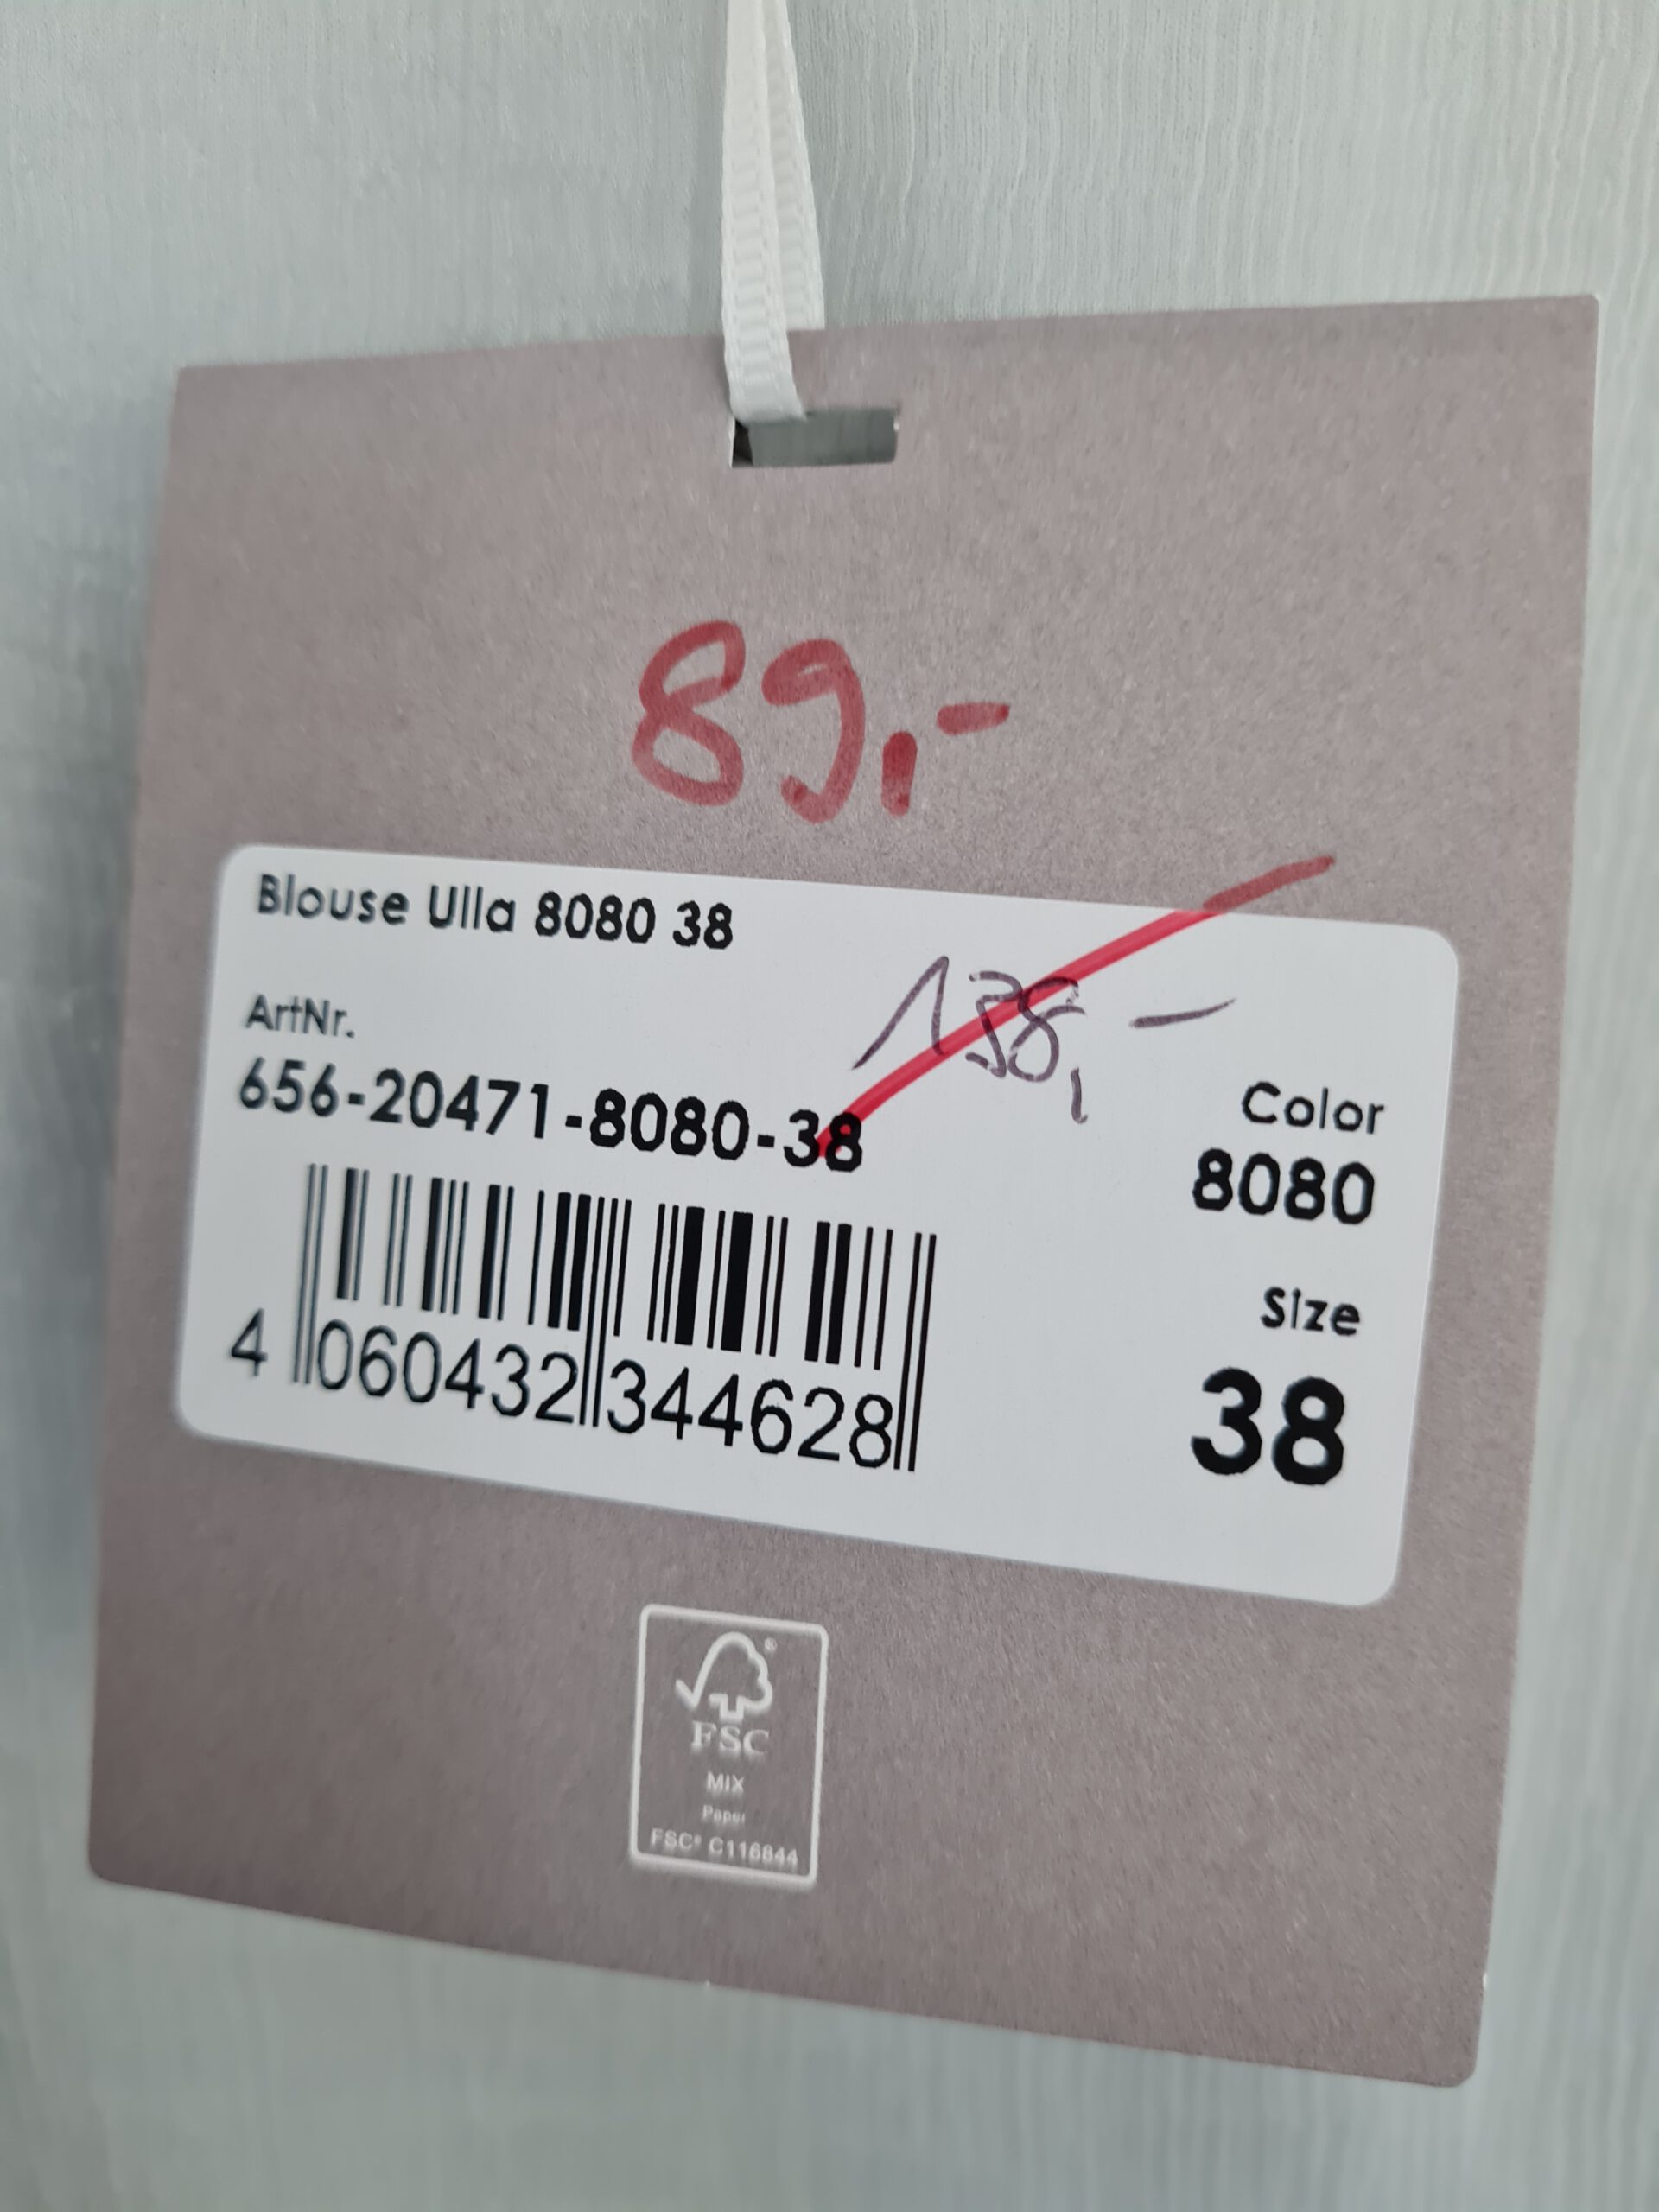 89,-
Blouse Ulla 8080 38
138,-
ArtNr.
656-20471-8080-38
Color
8080
4 060432 344628
Size
38
FSC
MIX
Paper
FSC® C116844